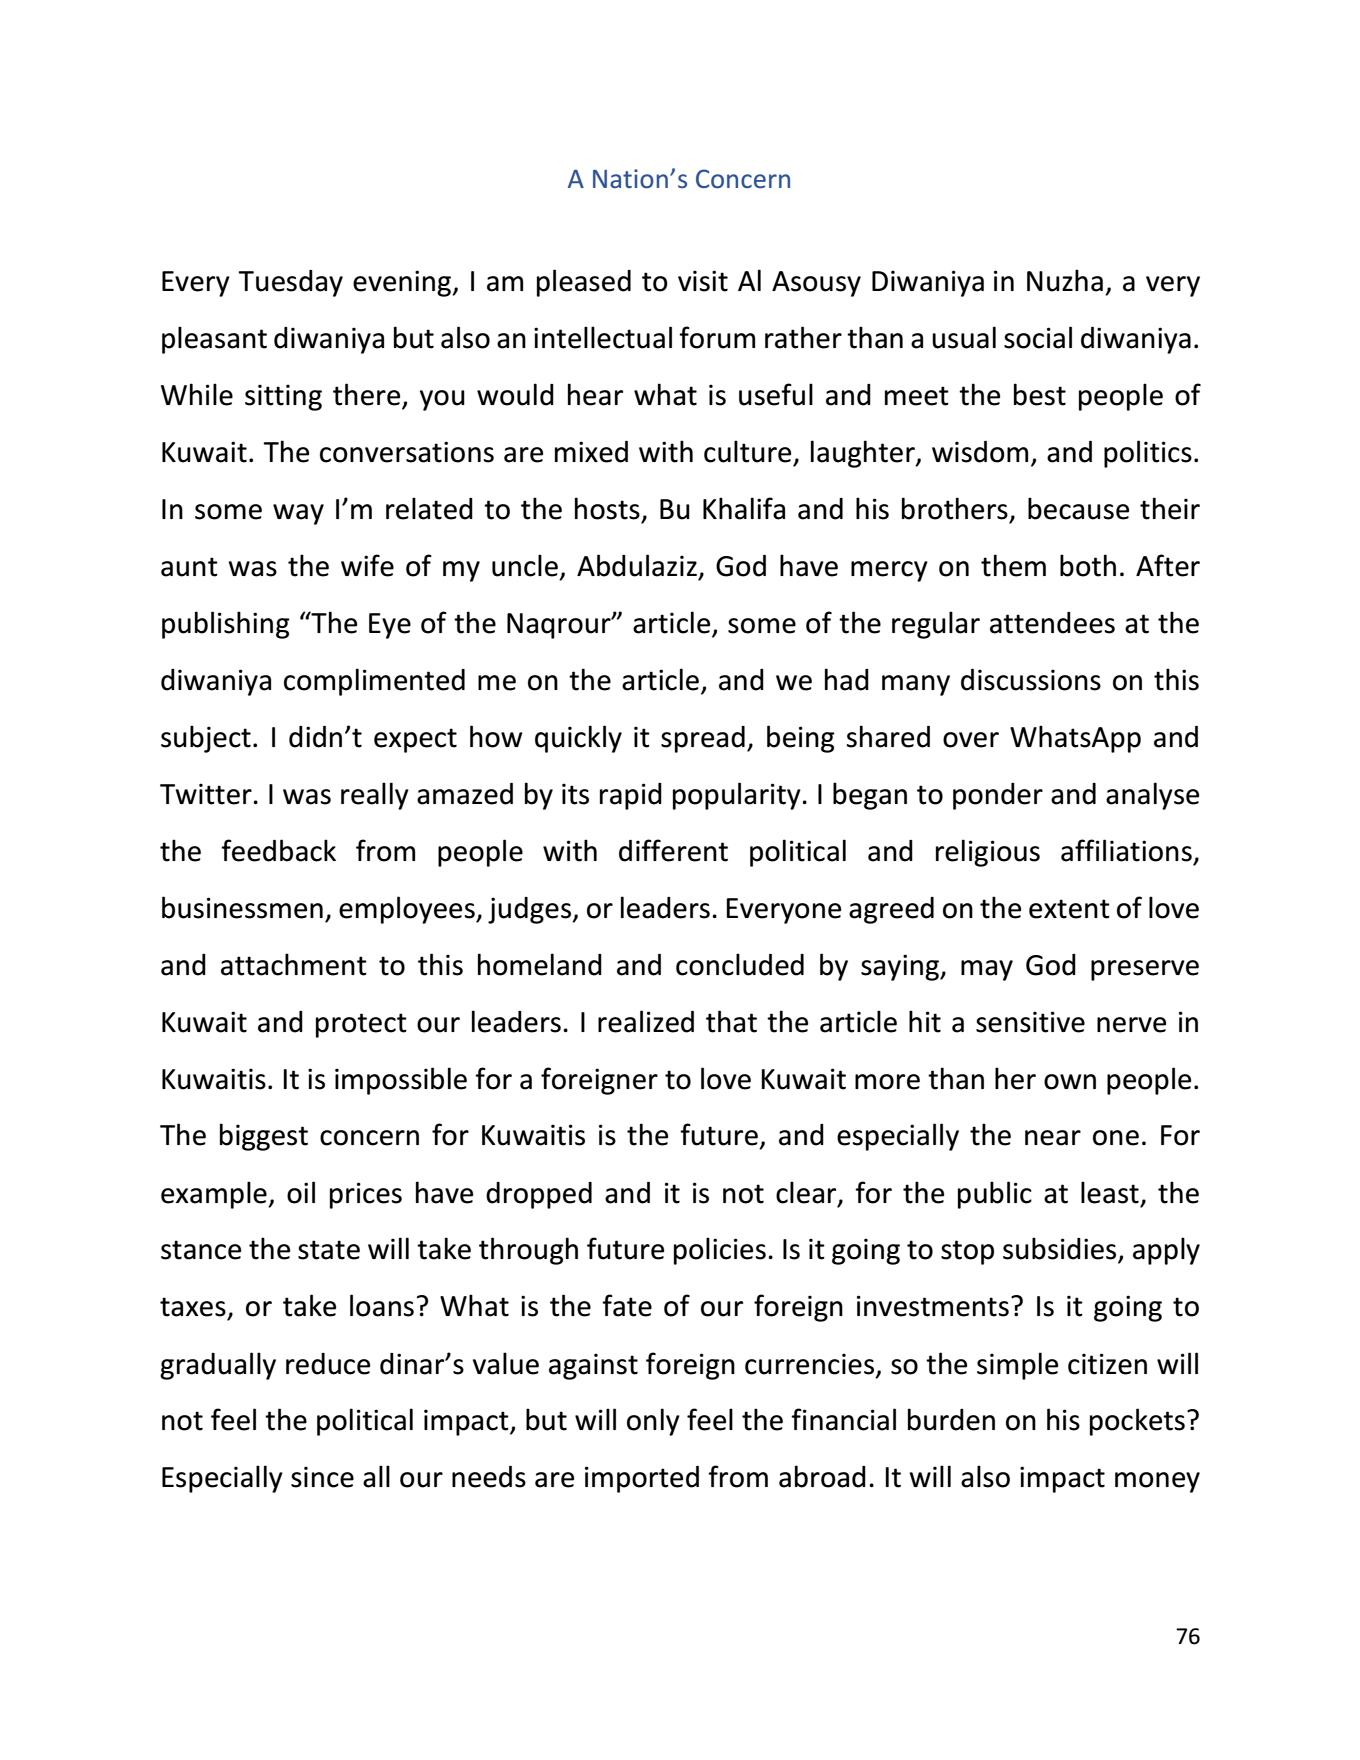 A Nation’s Concern
Every Tuesday evening, I am pleased to visit Al Asousy Diwaniya in Nuzha, a very
pleasant diwaniya but also an intellectual forum rather than a usual social diwaniya.
While sitting there, you would hear what is useful and meet the best people of
Kuwait. The conversations are mixed with culture, laughter, wisdom, and politics.
In some way I’m related to the hosts, Bu Khalifa and his brothers, because their
aunt was the wife of my uncle, Abdulaziz, God have mercy on them both. After
publishing “The Eye of the Naqrour” article, some of the regular attendees at the
diwaniya complimented me on the article, and we had many discussions on this
subject. I didn’t expect how quickly it spread, being shared over WhatsApp and
Twitter. I was really amazed by its rapid popularity. I began to ponder and analyse
the feedback from people with different political and religious affiliations,
businessmen, employees, judges, or leaders. Everyone agreed on the extent of love
and attachment to this homeland and concluded by saying, may God preserve
Kuwait and protect our leaders. I realized that the article hit a sensitive nerve in
Kuwaitis. It is impossible for a foreigner to love Kuwait more than her own people.
The biggest concern for Kuwaitis is the future, and especially the near one. For
example, oil prices have dropped and it is not clear, for the public at least, the
stance the state will take through future policies. Is it going to stop subsidies, apply
taxes, or take loans? What is the fate of our foreign investments? Is it going to
gradually reduce dinar’s value against foreign currencies, so the simple citizen will
not feel the political impact, but will only feel the financial burden on his pockets?
Especially since all our needs are imported from abroad. It will also impact money
76